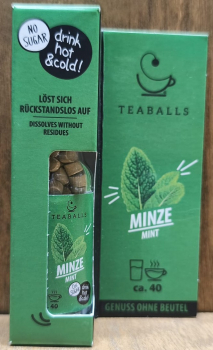 NO
SUGAR
drink
hot
&cold!
LÖST SICH
RÜCKSTANDSLOS AUF
DISSOLVES WITHOUT
RESIDUES
TEABALLS
MINZE
MINT
40
TEABALLS
MINZE
MINT
ca. 40
GENUSS OHNE BEUTEL